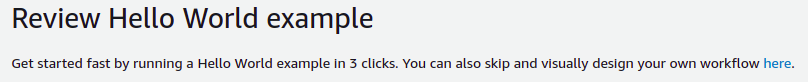 Review Hello World example
Get started fast by running a Hello World example in 3 clicks. You can also skip and visually design your own workflow here.